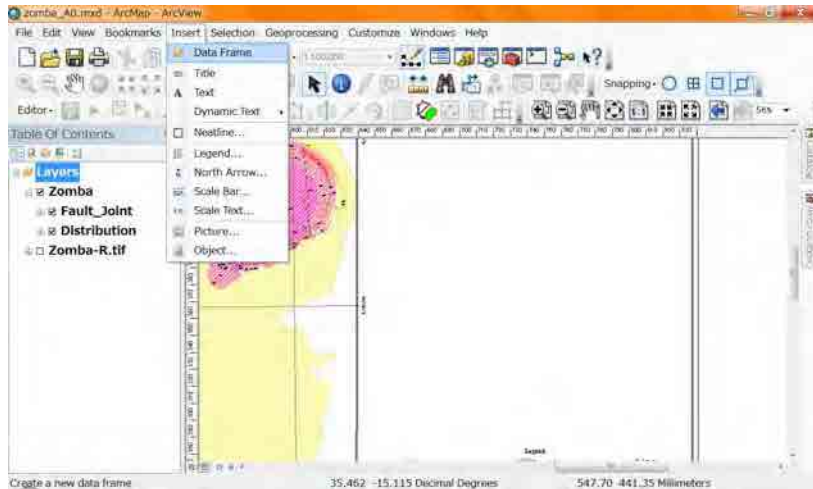 zomba_A0.mxd - ArcMap - ArcView
File Edit View Bookmarks Insert Selection Geoprocessing Customize Windows Help
Data Frame
Title
Text
Dynamic Text
Neatline...
Legend...
North Arrow...
Scale Bar...
Scale Text...
Picture...
Object...
Snapping
Editor
56%
Table Of Contents
Layers
Zomba
Fault_Joint
Distribution
Zomba-R.tif
Legend
Create a new data frame
35.462 -15.115 Decimal Degrees
547.70 441.35 Millimeters